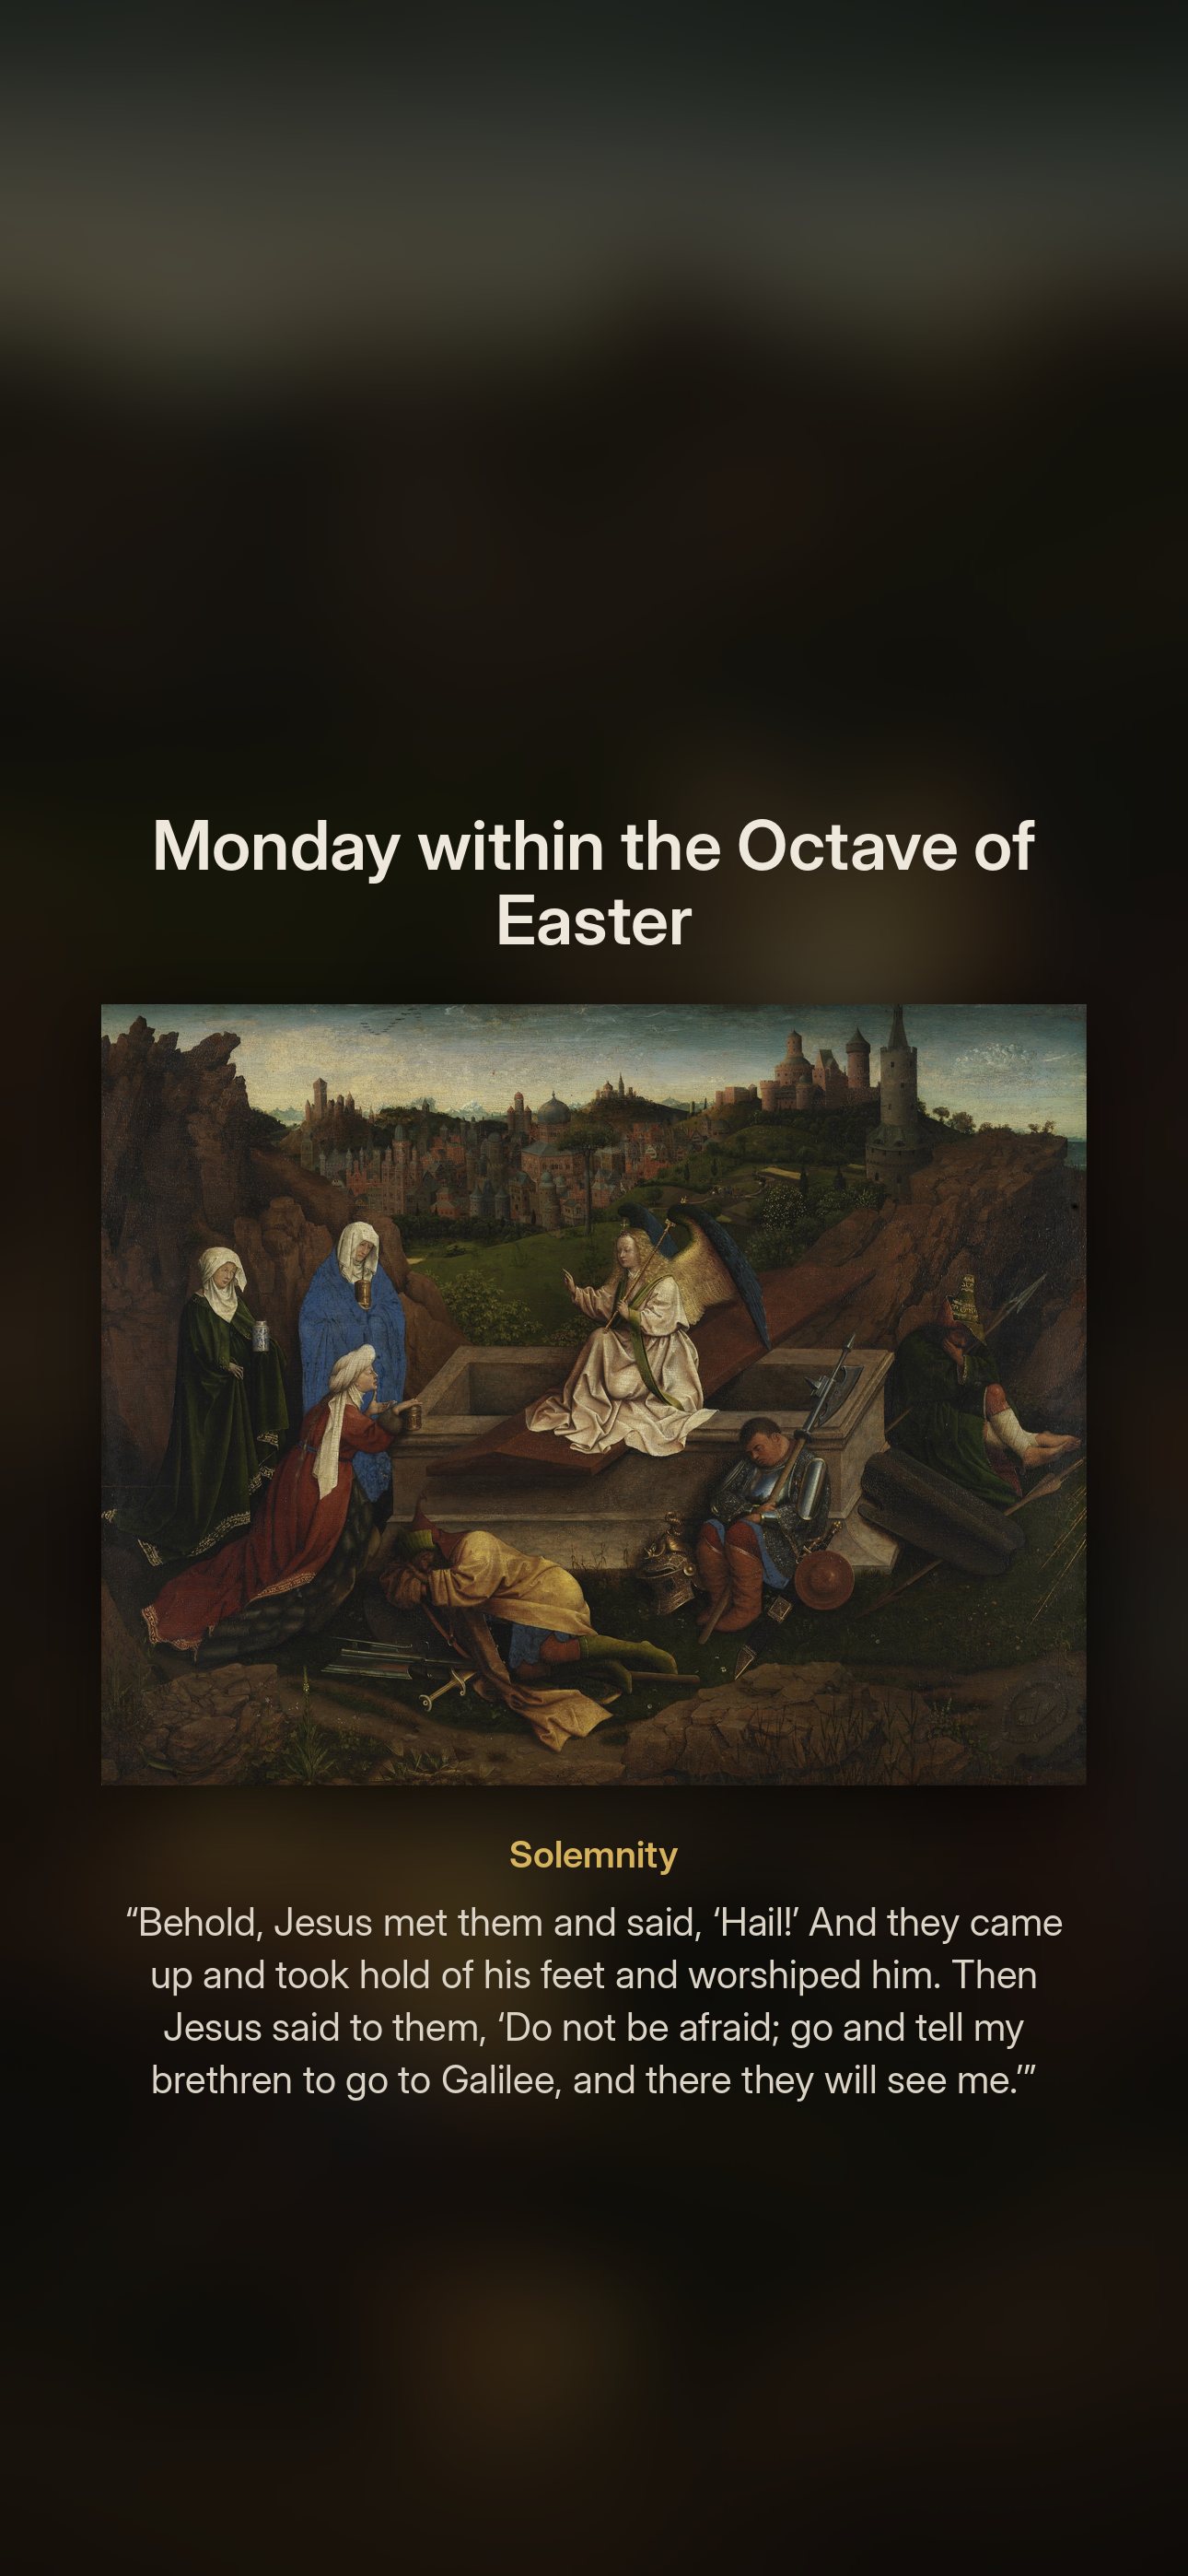 Monday within the Octave of
Easter
Solemnity
“Behold, Jesus met them and said, ‘Hail!’ And they came
up and took hold of his feet and worshiped him. Then
Jesus said to them, ‘Do not be afraid; go and tell my
brethren to go to Galilee, and there they will see me.’”